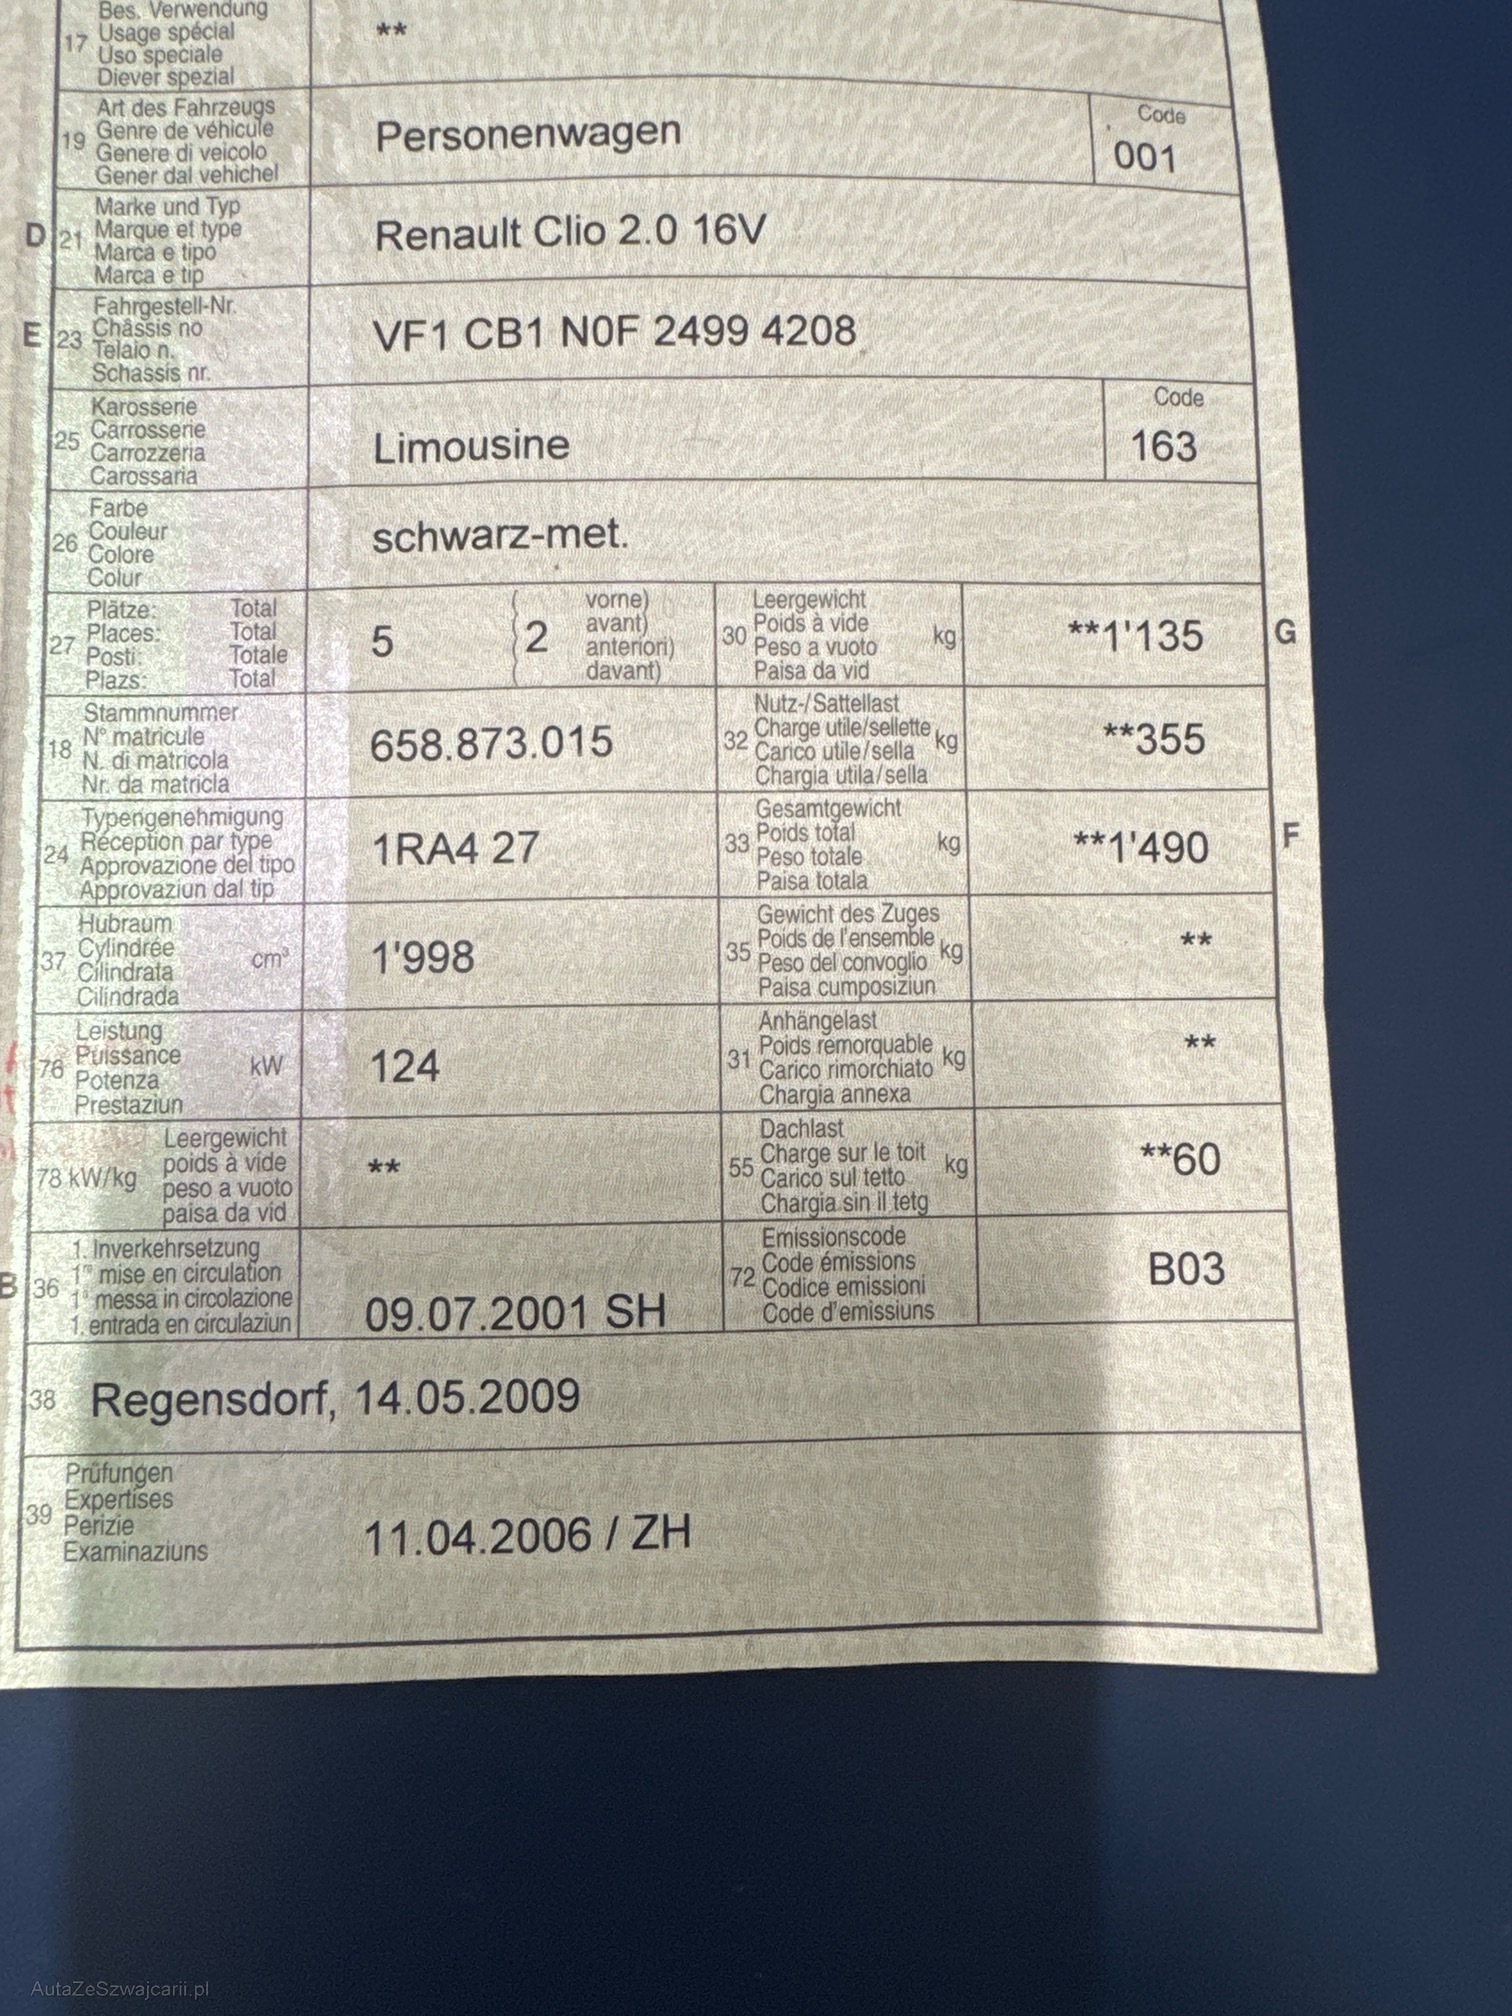 Bes. Verwendung
17 Usage spécial
Uso speciale
Diever spezial
**
Art des Fahrzeugs
19 Genre de véhicule
Genere di veicolo
Gener dal vehichel
Personenwagen
Code
001
Marke und Typ
D 21 Marque et type
Marca e tipo
Marca e tip
Renault Clio 2.0 16V
Fahrgestell-Nr.
E 23 Châssis no
Telaio n.
Schassis nr.
VF1 CB1 N0F 2499 4208
Karosserie
25 Carrosserie
Carrozzeria
Carossaria
Limousine
Code
163
Farbe
26 Couleur
Colore
Colur
schwarz-met.
Plätze: Total
27 Places: Total
Posti: Totale
Plazs: Total
5
( vorne)
2 avant)
anteriori)
( davant)
Leergewicht
30 Poids à vide kg
Peso a vuoto
Paisa da vid
**1'135
G
Stammnummer
18 N° matricule
N. di matricola
Nr. da matricla
658.873.015
Nutz-/Sattellast
32 Charge utile/sellette kg
Carico utile/sella
Chargia utila/sella
**355
Typengenehmigung
24 Réception par type
Approvazione del tipo
Approvaziun dal tip
1RA4 27
Gesamtgewicht
33 Poids total kg
Peso totale
Paisa totala
**1'490
F
Hubraum
37 Cylindrée cm³
Cilindrata
Cilindrada
1'998
Gewicht des Zuges
35 Poids de l'ensemble kg
Peso del convoglio
Paisa cumposiziun
**
Leistung
76 Puissance kW
Potenza
Prestaziun
124
Anhängelast
31 Poids remorquable kg
Carico rimorchiato
Chargia annexa
**
Leergewicht
78 kW/kg poids à vide
peso a vuoto
paisa da vid
**
Dachlast
55 Charge sur le toit kg
Carico sul tetto
Chargia sin il tetg
**60
1. Inverkehrsetzung
B 36 1re mise en circulation
1a messa in circolazione
1. entrada en circulaziun
09.07.2001 SH
Emissionscode
72 Code émissions
Codice emissioni
Code d'emissiuns
B03
38 Regensdorf, 14.05.2009
Prüfungen
39 Expertises
Perizie
Examinaziuns
11.04.2006 / ZH
AutaZeSzwajcarii.pl